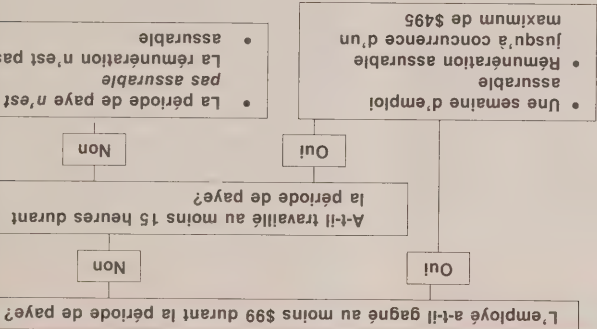 L'employé a-t-il gagné au moins $99 durant la période de paye?
Oui
Non
A-t-il travaillé au moins 15 heures durant
la période de paye?
Oui
Non
• Une semaine d'emploi
assurable
• Rémunération assurable
jusqu'à concurrence d'un
maximum de $495
• La période de paye n'est
pas assurable
• La rémunération n'est pas
assurable